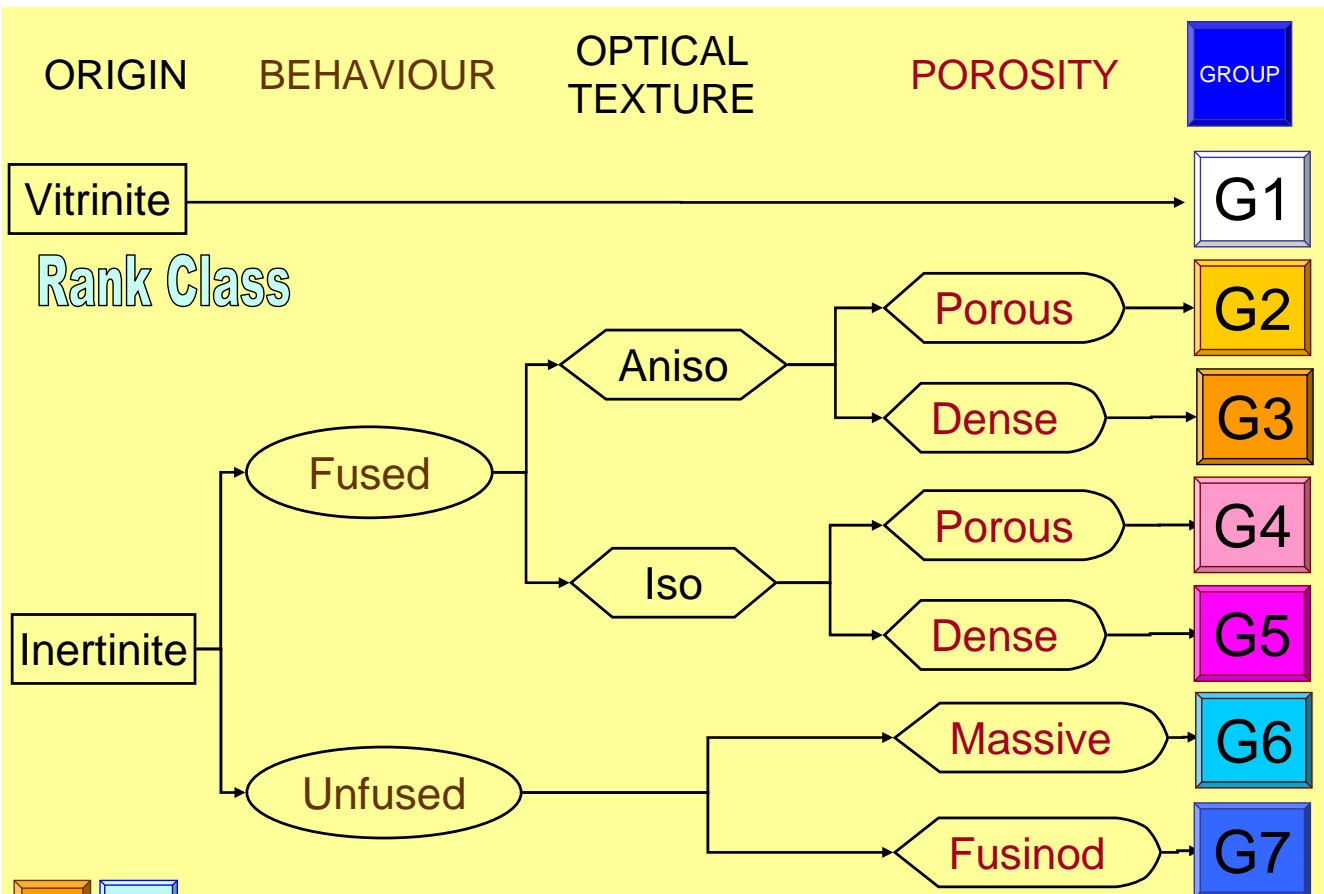 ORIGIN
BEHAVIOUR
OPTICAL
TEXTURE
POROSITY
GROUP
Vitrinite
G1
Rank Class
Porous
G2
Aniso
Dense
G3
Fused
Porous
G4
Iso
Dense
G5
Inertinite
Massive
G6
Unfused
Fusinod
G7